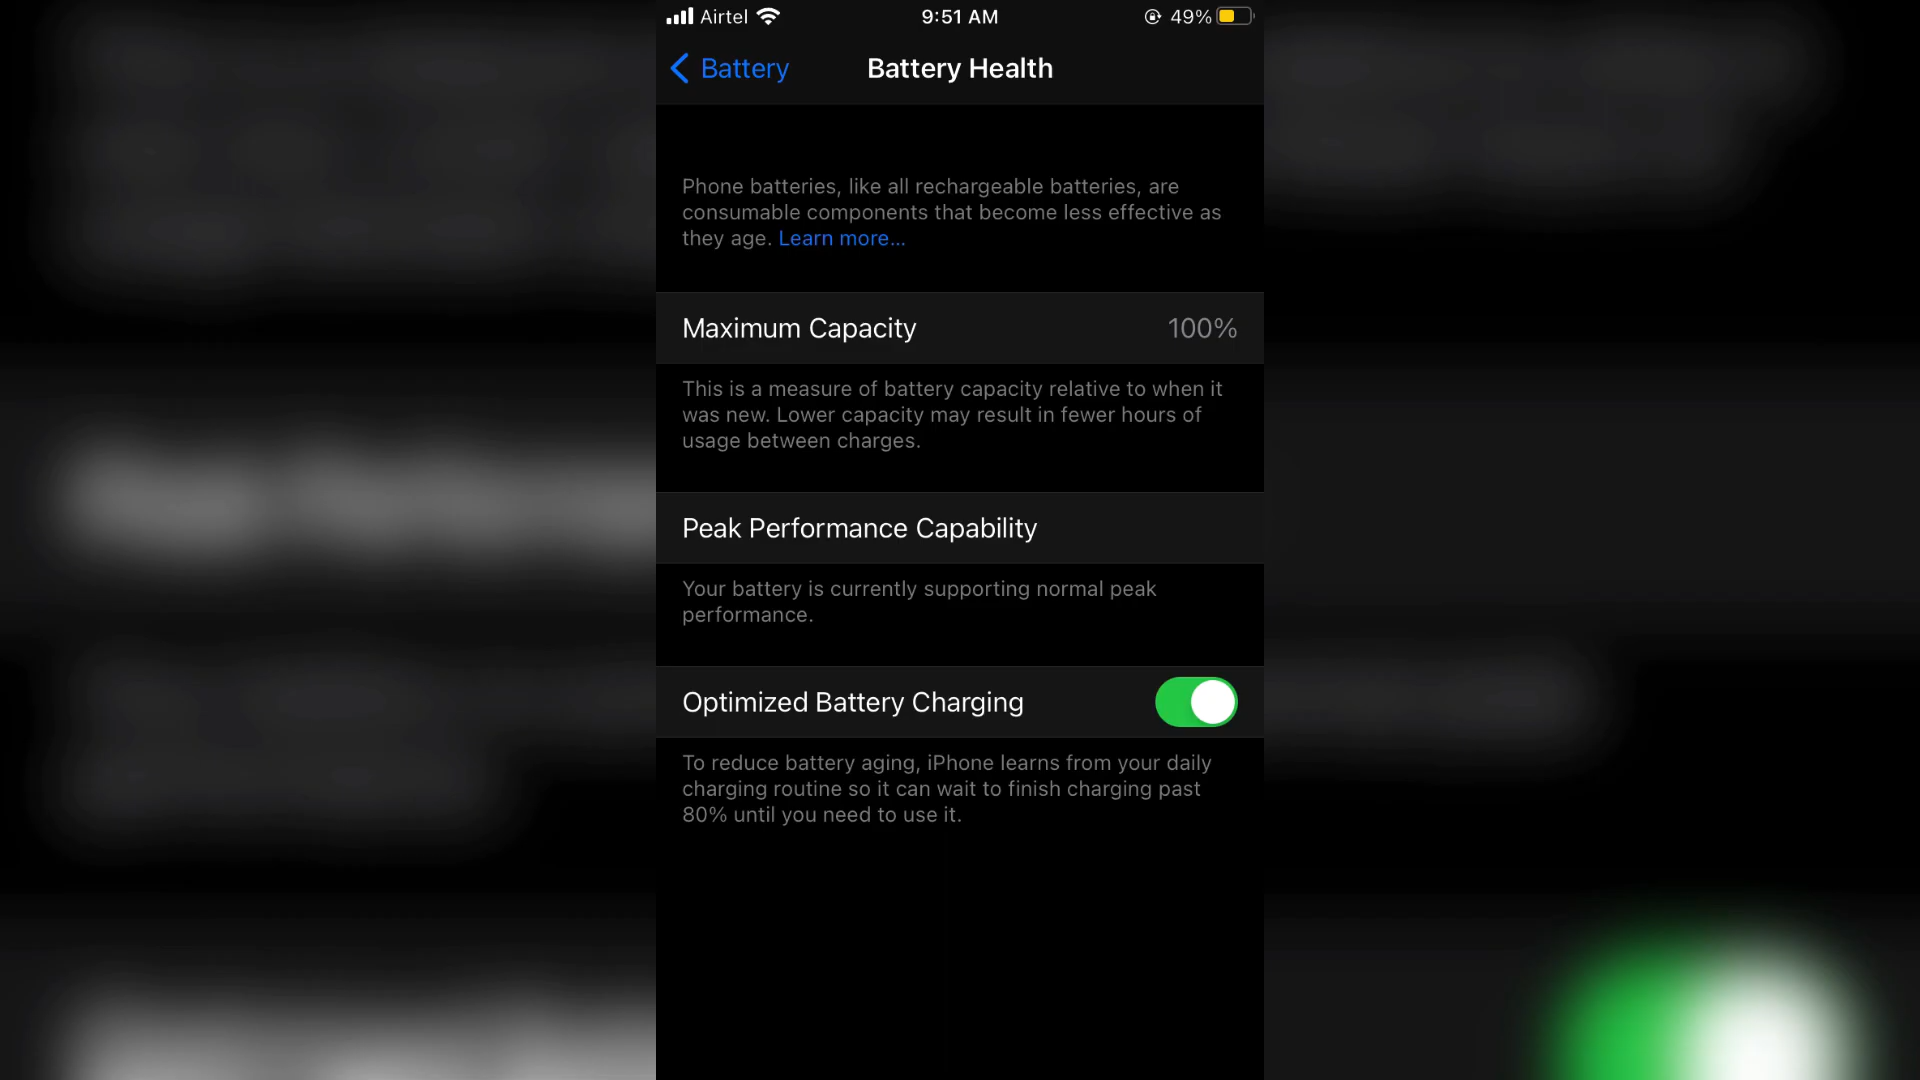 Airtel 9:51 AM 49%
Battery Battery Health
Phone batteries, like all rechargeable batteries, are
consumable components that become less effective as
they age. Learn more...
Maximum Capacity 100%
This is a measure of battery capacity relative to when it
was new. Lower capacity may result in fewer hours of
usage between charges.
Peak Performance Capability
Your battery is currently supporting normal peak
performance.
Optimized Battery Charging
To reduce battery aging, iPhone learns from your daily
charging routine so it can wait to finish charging past
80% until you need to use it.